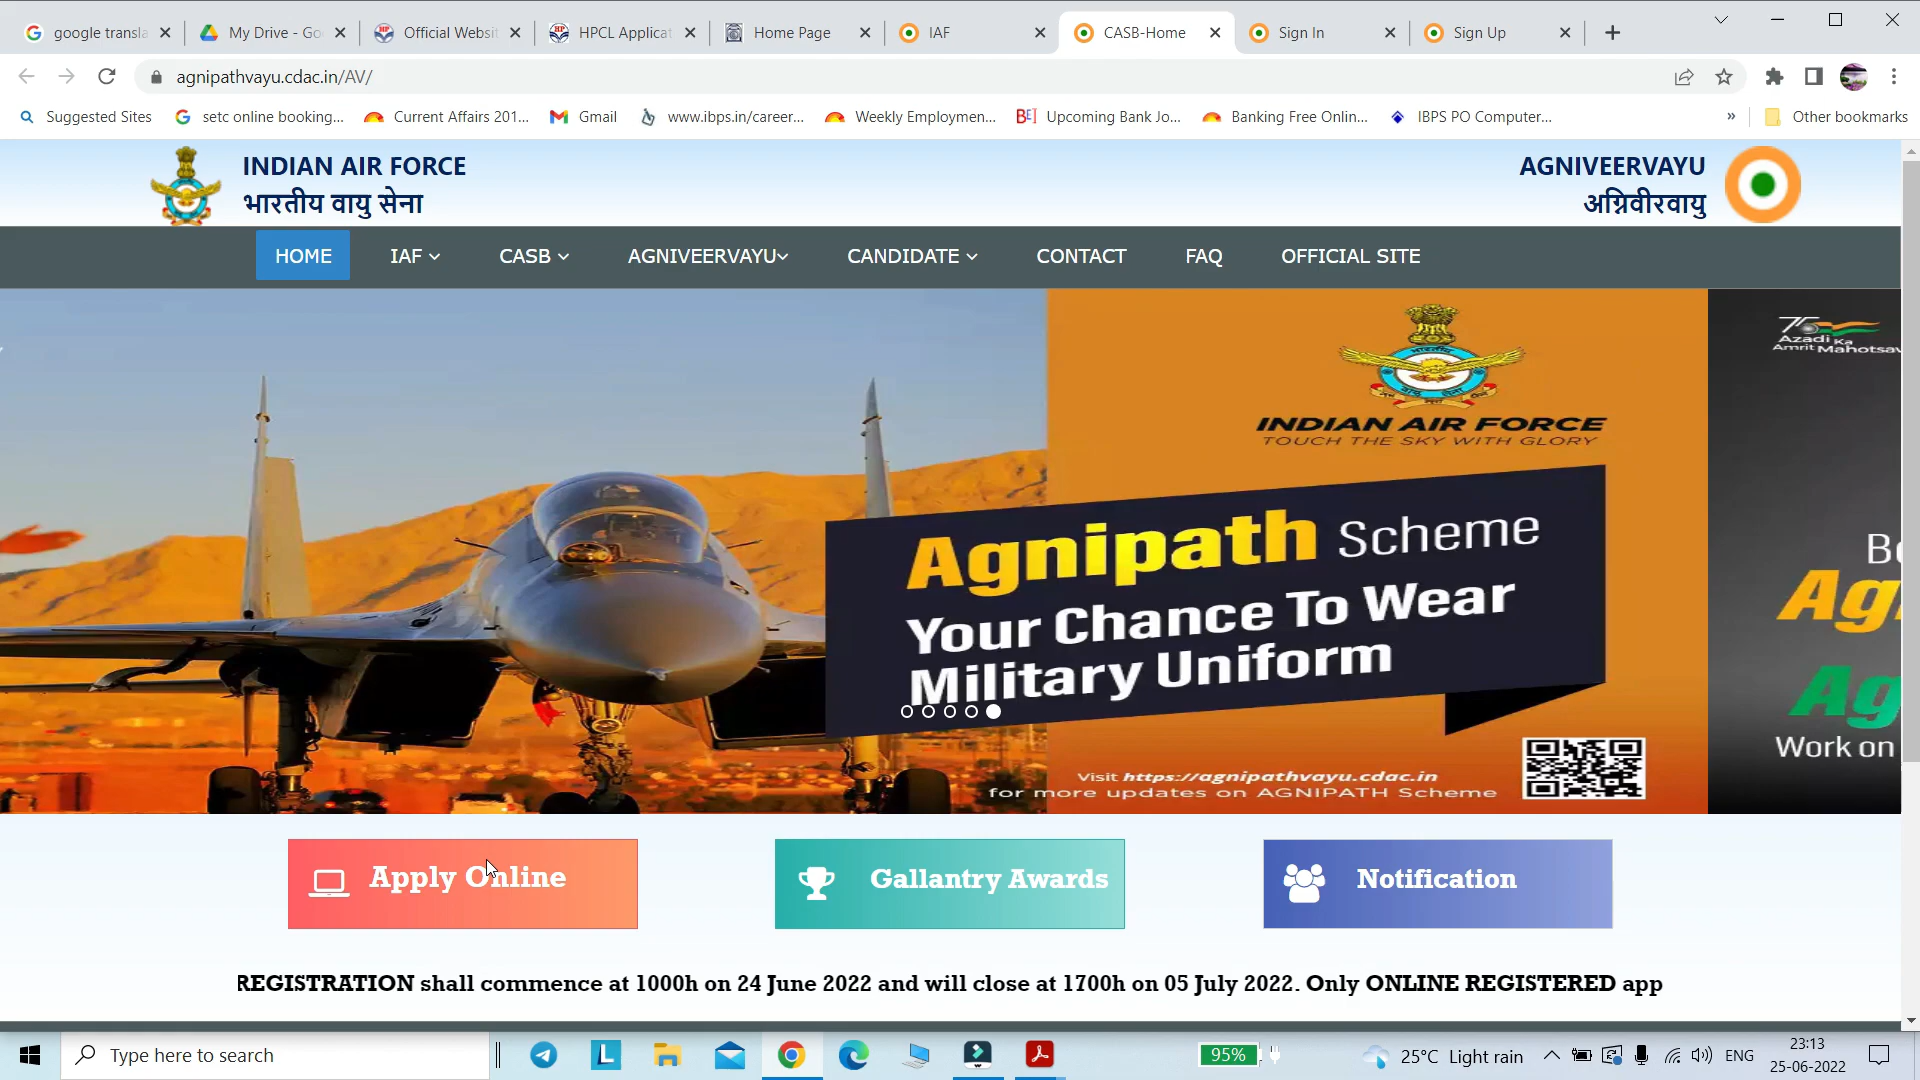 google transla
My Drive - Go
Official Websit
HPCL Applicat
Home Page
IAF
CASB-Home
Sign In
Sign Up
agnipathvayu.cdac.in/AV/
Suggested Sites
setc online booking...
Current Affairs 201...
Gmail
www.ibps.in/career...
Weekly Employmen...
BEJ Upcoming Bank Jo...
Banking Free Onlin...
IBPS PO Computer...
»
Other bookmarks
INDIAN AIR FORCE
भारतीय वायु सेना
AGNIVEERVAYU
अग्निवीरवायु
HOME
IAF
CASB
AGNIVEERVAYU
CANDIDATE
CONTACT
FAQ
OFFICIAL SITE
INDIAN AIR FORCE
TOUCH THE SKY WITH GLORY
Agnipath Scheme
Your Chance To Wear
Military Uniform
Visit https://agnipathvayu.cdac.in
for more updates on AGNIPATH Scheme
75
Azadi Ka
Amrit Mahotsav
Be
Ag
Ag
Work on
Apply Online
Gallantry Awards
Notification
REGISTRATION shall commence at 1000h on 24 June 2022 and will close at 1700h on 05 July 2022. Only ONLINE REGISTERED app
Type here to search
95%
25°C Light rain
ENG
23:13
25-06-2022